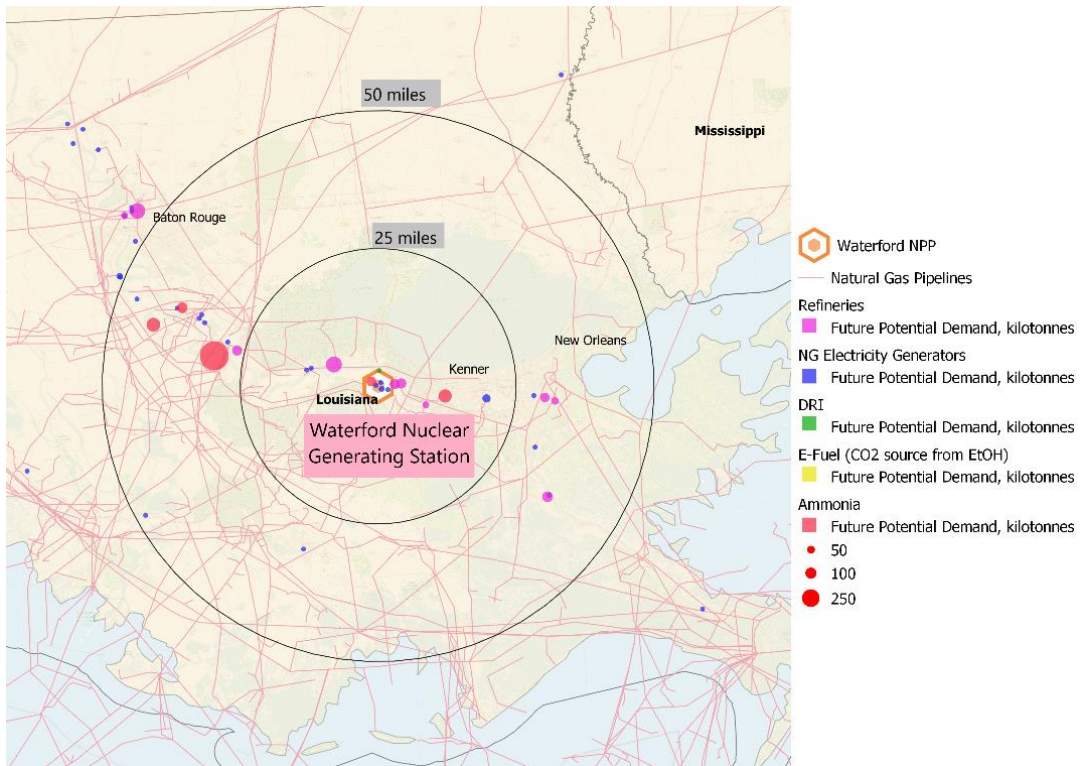 50 miles
Mississippi
Baton Rouge
25 miles
New Orleans
Kenner
Louisiana
Waterford Nuclear
Generating Station
Waterford NPP
Natural Gas Pipelines
Refineries
Future Potential Demand, kilotonnes
NG Electricity Generators
Future Potential Demand, kilotonnes
DRI
Future Potential Demand, kilotonnes
E-Fuel (CO2 source from EtOH)
Future Potential Demand, kilotonnes
Ammonia
Future Potential Demand, kilotonnes
50
100
250